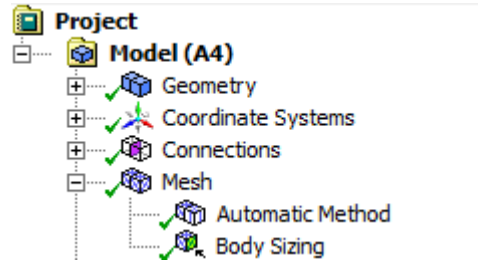 Project
Model (A4)
Geometry
Coordinate Systems
Connections
Mesh
Automatic Method
Body Sizing